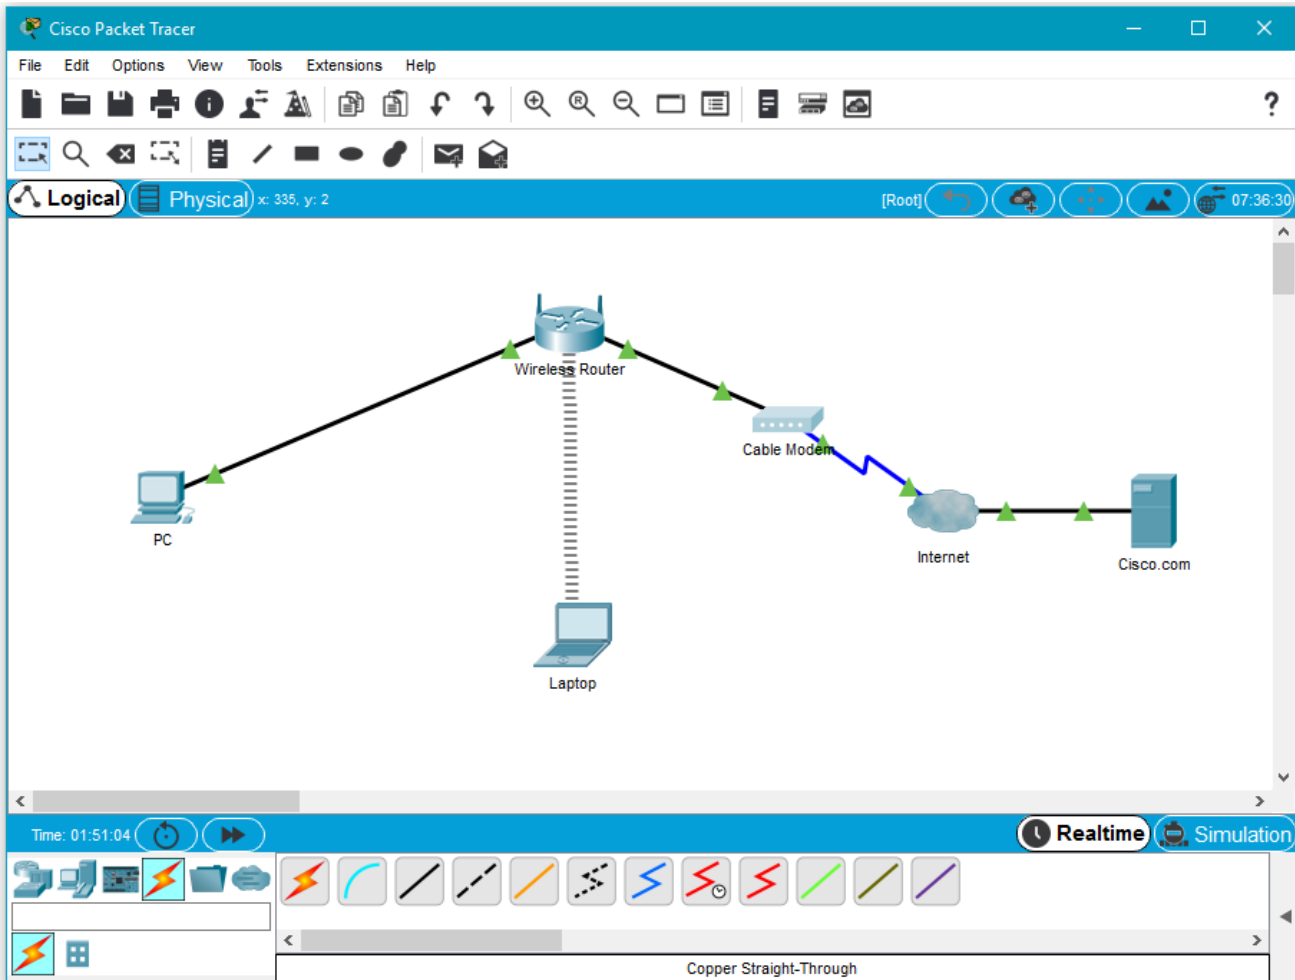 Cisco Packet Tracer
File Edit Options View Tools Extensions Help
Logical Physical x: 335, y: 2 [Root] 07:36:30
Wireless Router
Cable Modem
PC
Internet
Cisco.com
Laptop
Time: 01:51:04 Realtime Simulation
Copper Straight-Through